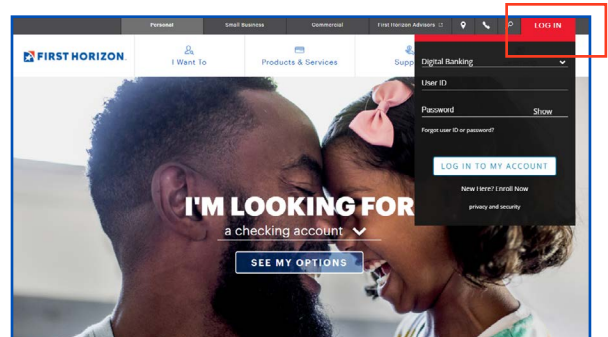 Personal
Small Business
Commercial
First Horizon Advisers
LOG IN
FIRST HORIZON.
I Want To
Products & Services
Supp
Digital Banking
User ID
Password Show
Forgot user ID or password?
LOG IN TO MY ACCOUNT
New Here? Enroll Now
privacy and security
I'M LOOKING FOR
a checking account
SEE MY OPTIONS